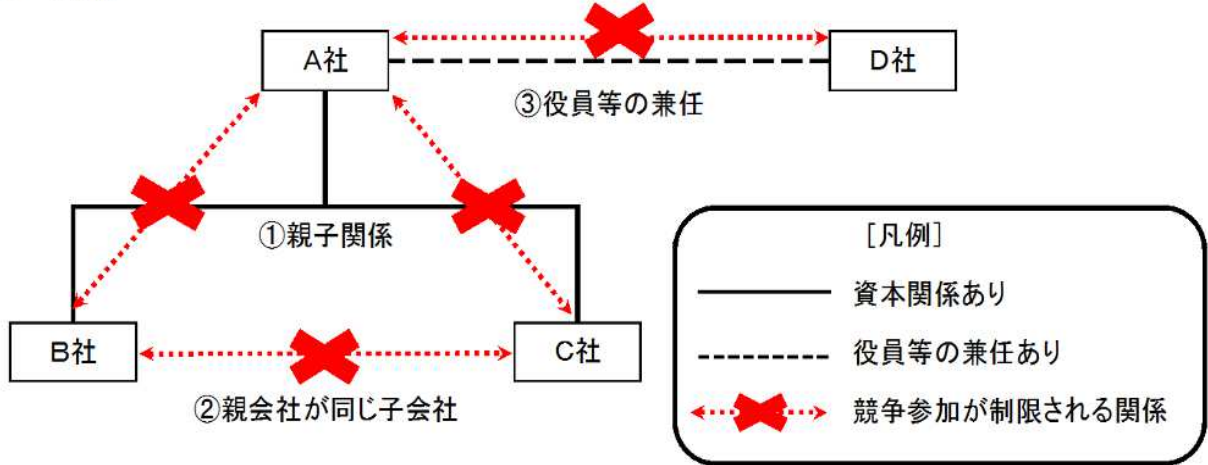 A社
D社
③役員等の兼任
①親子関係
B社
C社
②親会社が同じ子会社
[凡例]
資本関係あり
役員等の兼任あり
競争参加が制限される関係